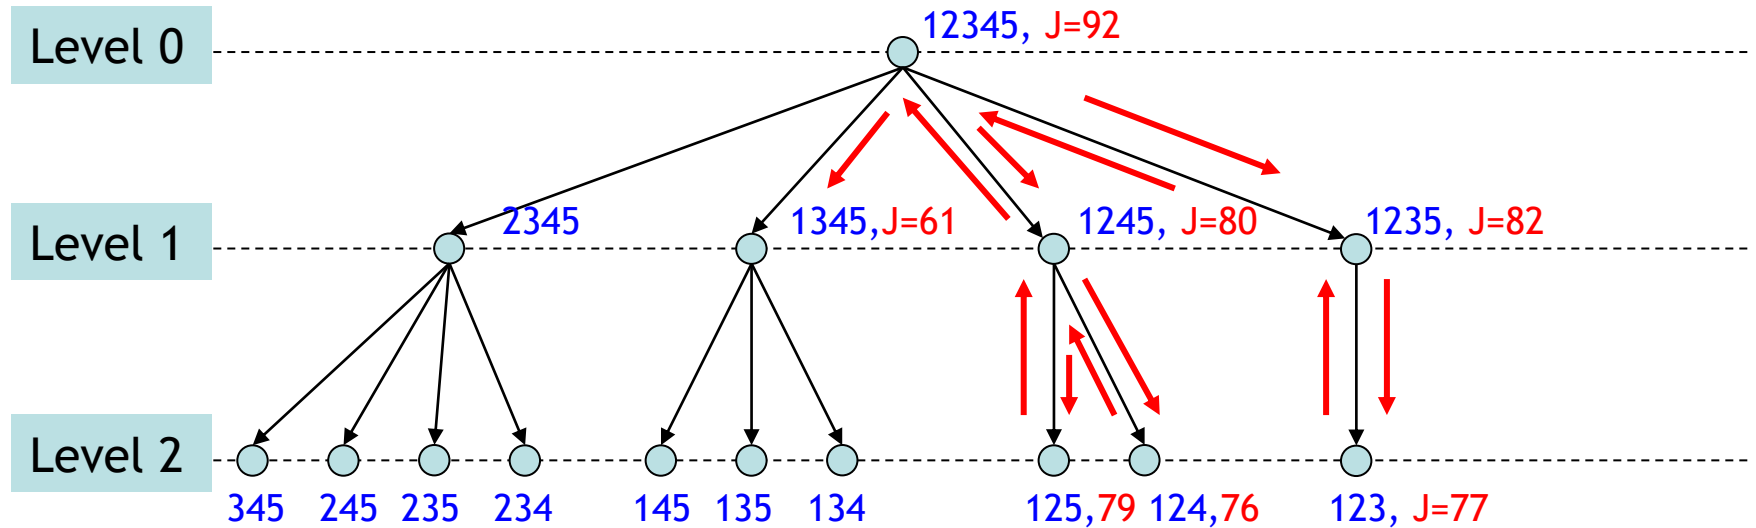 Level 0
12345, J=92
Level 1
2345
1345,J=61
1245, J=80
1235, J=82
Level 2
345
245
235
234
145
135
134
125,79
124,76
123, J=77